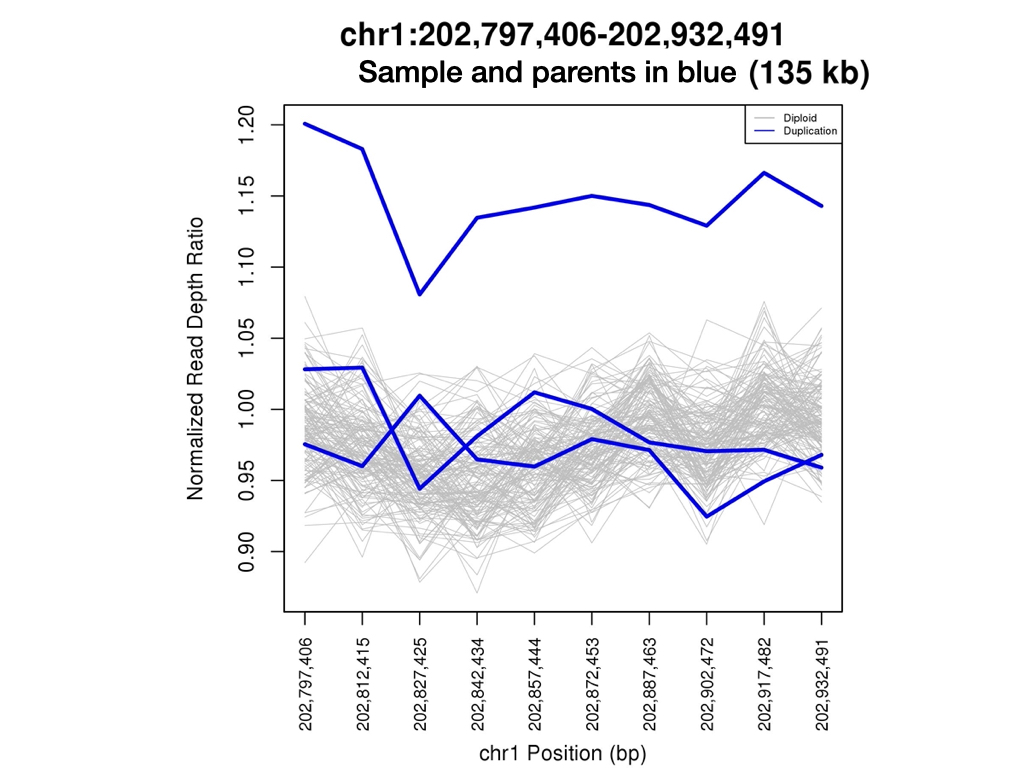 chr1:202,797,406-202,932,491
Sample and parents in blue (135 kb)
Diploid
Duplication
Normalized Read Depth Ratio
1.20
1.15
1.10
1.05
1.00
0.95
0.90
202,797,406
202,812,415
202,827,425
202,842,434
202,857,444
202,872,453
202,887,463
202,902,472
202,917,482
202,932,491
chr1 Position (bp)